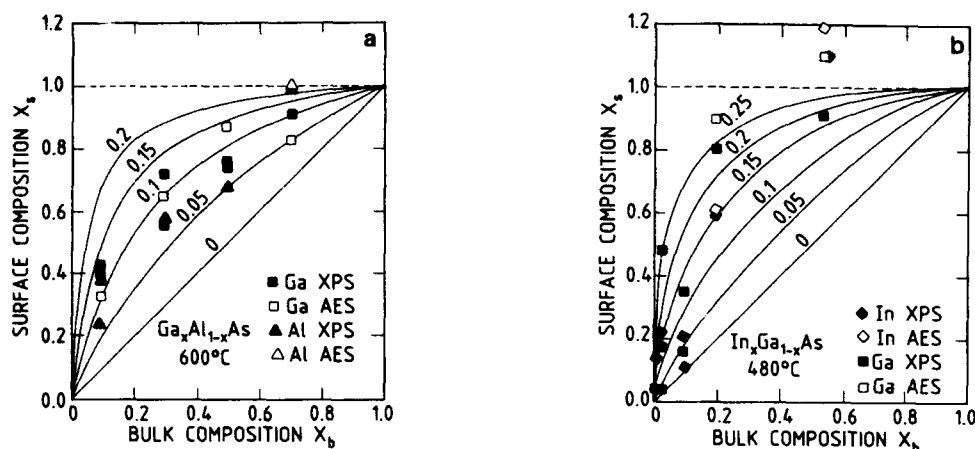 a
1.2
1.0
0.8
0.6
0.4
0.2
0
SURFACE COMPOSITION Xs
0.2
0.15
0.1
0.05
0
■ Ga XPS
□ Ga AES
▲ Al XPS
△ Al AES
GaxAl1-xAs
600°C
0 0.2 0.4 0.6 0.8 1.0
BULK COMPOSITION Xb
b
1.2
1.0
0.8
0.6
0.4
0.2
0
SURFACE COMPOSITION Xs
0.25
0.2
0.15
0.1
0.05
0
◆ In XPS
◇ In AES
■ Ga XPS
□ Ga AES
InxGa1-xAs
480°C
0 0.2 0.4 0.6 0.8 1.0
BULK COMPOSITION Xb